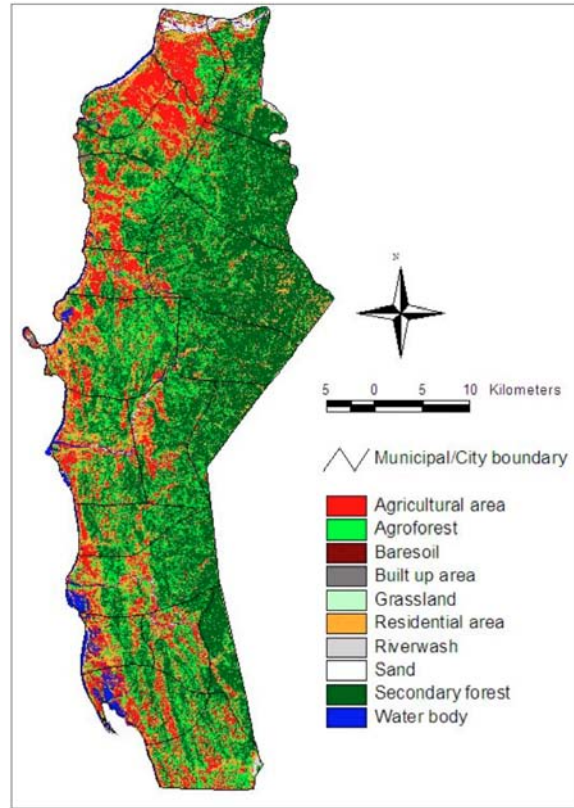 N
5 0 5 10 Kilometers
Municipal/City boundary
Agricultural area
Agroforest
Baresoil
Built up area
Grassland
Residential area
Riverwash
Sand
Secondary forest
Water body